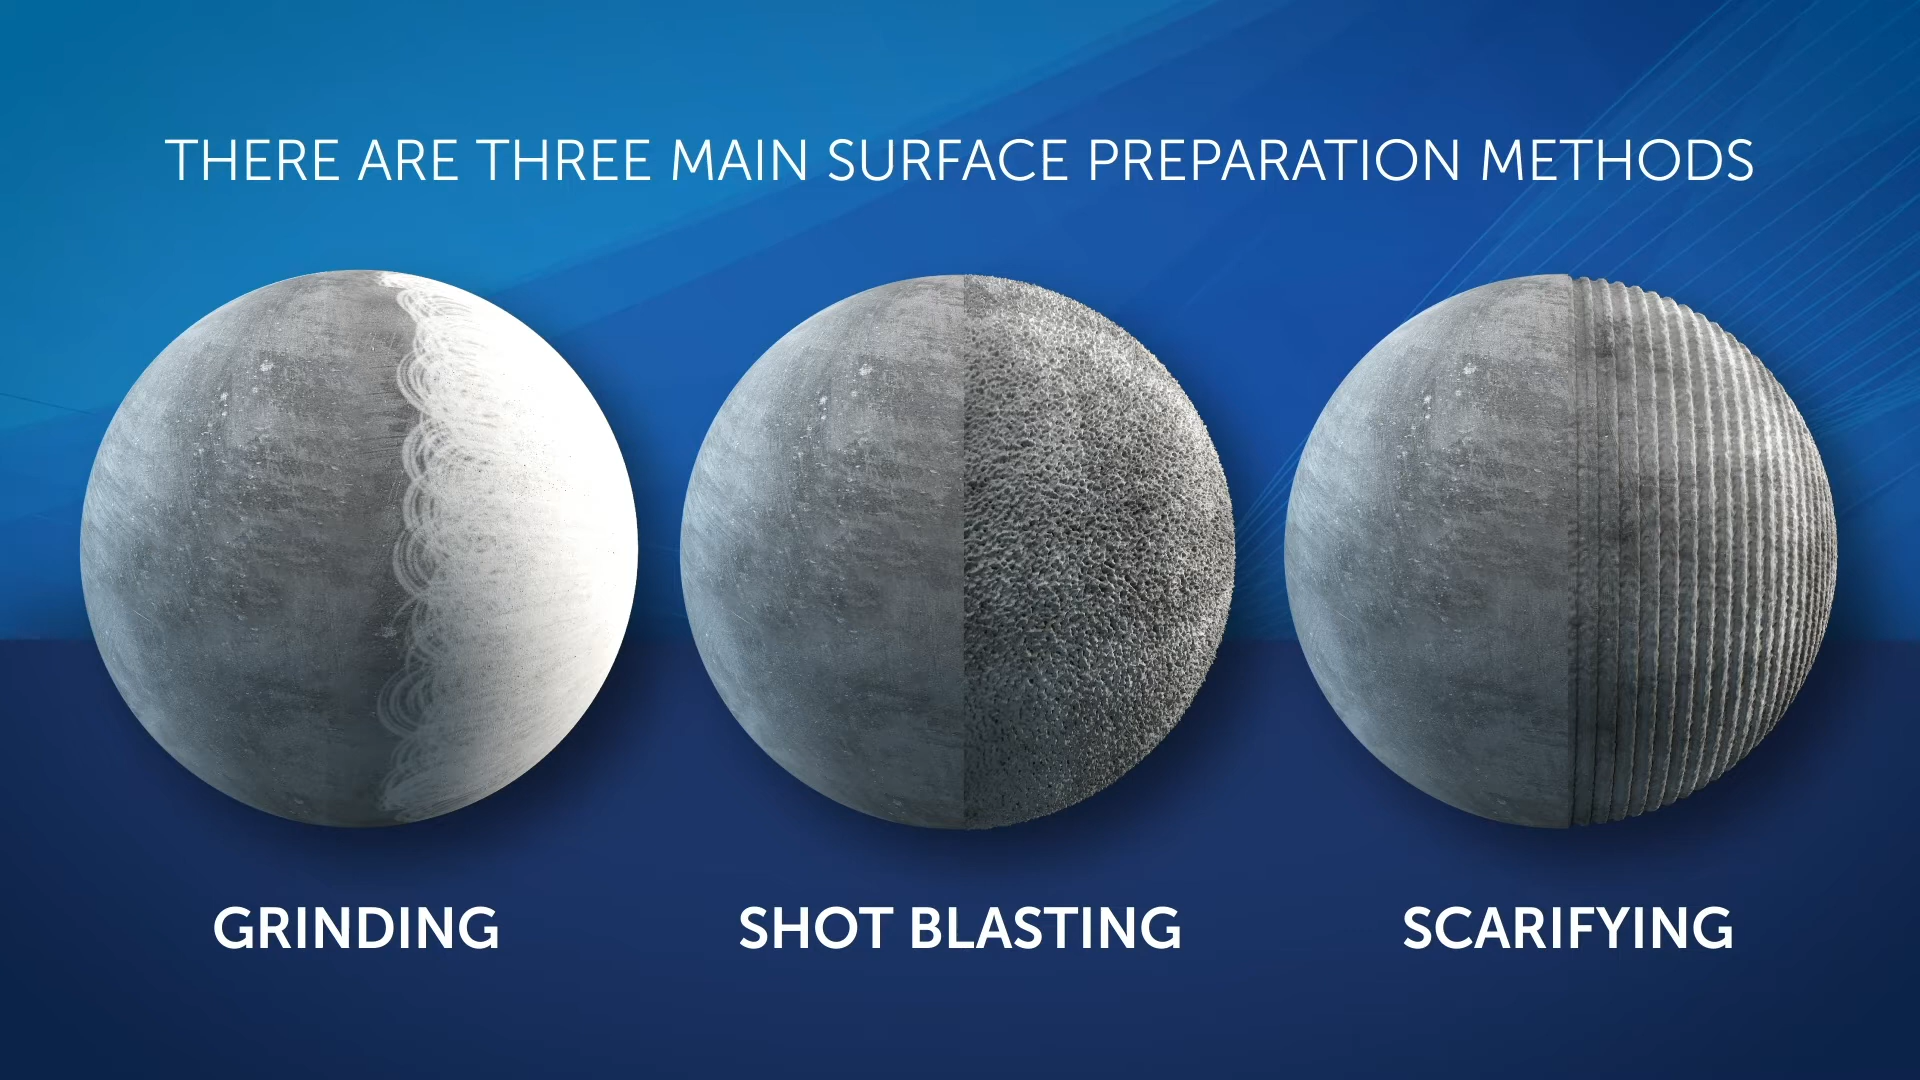 THERE ARE THREE MAIN SURFACE PREPARATION METHODS
GRINDING
SHOT BLASTING
SCARIFYING